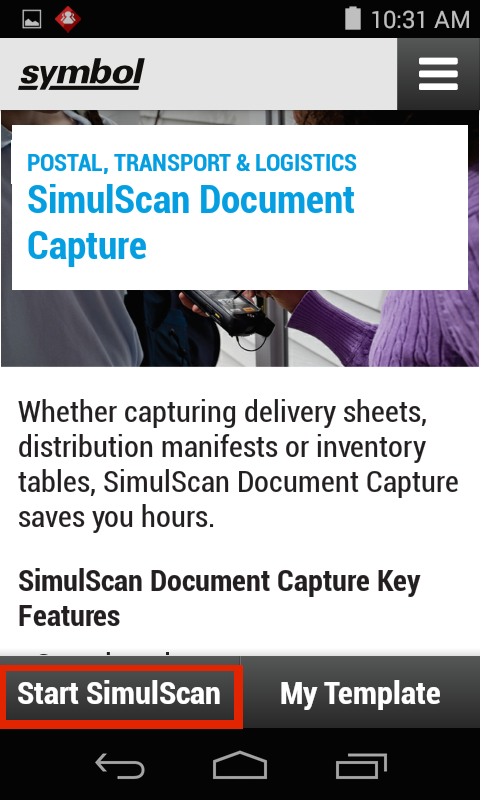 10:31 AM
symbol
POSTAL, TRANSPORT & LOGISTICS
SimulScan Document
Capture
Whether capturing delivery sheets,
distribution manifests or inventory
tables, SimulScan Document Capture
saves you hours.
SimulScan Document Capture Key
Features
Start SimulScan
My Template